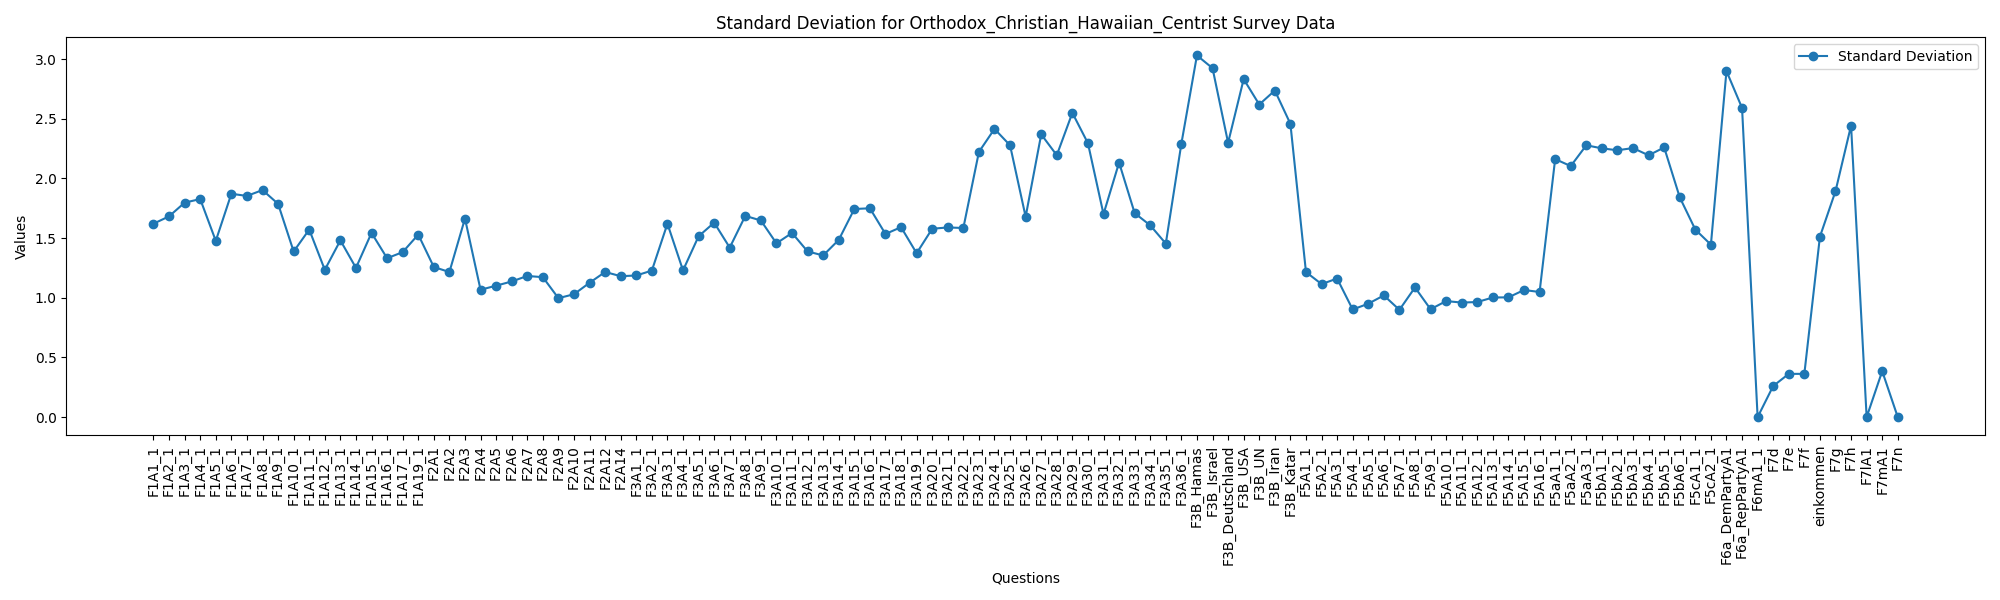 Standard Deviation for Orthodox_Christian_Hawaiian_Centrist Survey Data
Standard Deviation
Values
3.0
2.5
2.0
1.5
1.0
0.5
0.0
F1A1_1
F1A2_1
F1A3_1
F1A4_1
F1A5_1
F1A6_1
F1A7_1
F1A8_1
F1A9_1
F1A10_1
F1A11_1
F1A12_1
F1A13_1
F1A14_1
F1A15_1
F1A16_1
F1A17_1
F1A19_1
F2A1
F2A2
F2A3
F2A4
F2A5
F2A6
F2A7
F2A8
F2A9
F2A10
F2A11
F2A12
F2A14
F3A1_1
F3A2_1
F3A3_1
F3A4_1
F3A5_1
F3A6_1
F3A7_1
F3A8_1
F3A9_1
F3A10_1
F3A11_1
F3A12_1
F3A13_1
F3A14_1
F3A15_1
F3A16_1
F3A17_1
F3A18_1
F3A19_1
F3A20_1
F3A21_1
F3A22_1
F3A23_1
F3A24_1
F3A25_1
F3A26_1
F3A27_1
F3A28_1
F3A29_1
F3A30_1
F3A31_1
F3A32_1
F3A33_1
F3A34_1
F3A35_1
F3A36_1
F3B_Hamas
F3B_Israel
F3B_Deutschland
F3B_USA
F3B_UN
F3B_Iran
F3B_Katar
F5A1_1
F5A2_1
F5A3_1
F5A4_1
F5A5_1
F5A6_1
F5A7_1
F5A8_1
F5A9_1
F5A10_1
F5A11_1
F5A12_1
F5A13_1
F5A14_1
F5A15_1
F5A16_1
F5aA1_1
F5aA2_1
F5aA3_1
F5bA1_1
F5bA2_1
F5bA3_1
F5bA4_1
F5bA5_1
F5bA6_1
F5cA1_1
F5cA2_1
F6a_DemPartyA1
F6a_RepPartyA1
F6mA1_1
F7d
F7e
F7f
einkommen
F7g
F7h
F7lA1
F7mA1
F7n
Questions